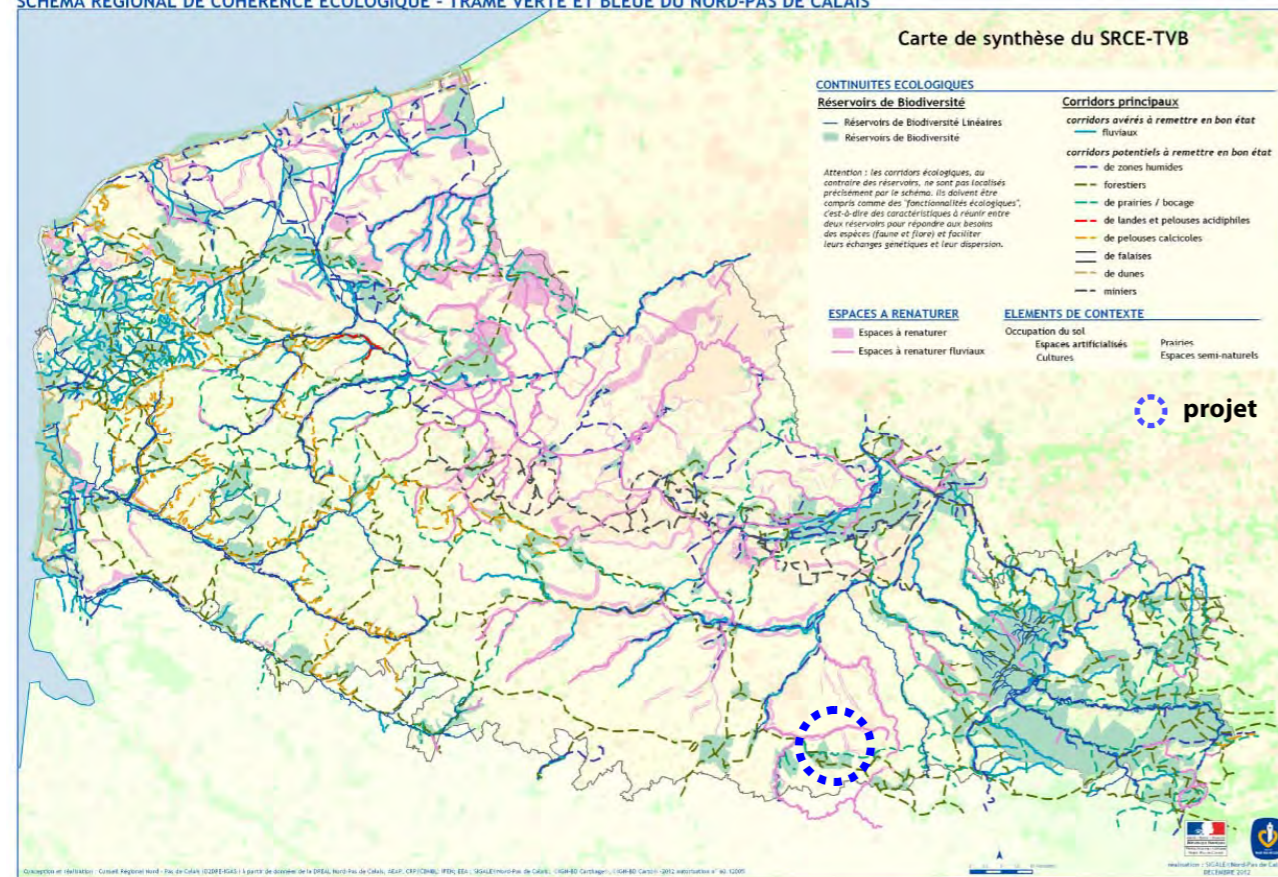 SCHÉMA RÉGIONAL DE COHÉRENCE ÉCOLOGIQUE - TRAME VERTE ET BLEUE DU NORD-PAS DE CALAIS
Carte de synthèse du SRCE-TVB
CONTINUITES ECOLOGIQUES
Réservoirs de Biodiversité
Réservoirs de Biodiversité Linéaires
Réservoirs de Biodiversité
Attention : les corridors écologiques, au
contraire des réservoirs, ne sont pas localisés
précisément par le schéma. Ils doivent être
compris comme des "fonctionnalités écologiques",
c'est-à-dire des caractéristiques à réunir entre
deux réservoirs pour répondre aux besoins
des espèces (faune et flore) et faciliter
leurs échanges génétiques et leur dispersion.
Corridors principaux
corridors avérés à remettre en bon état
fluviaux
corridors potentiels à remettre en bon état
de zones humides
forestiers
de prairies / bocage
de landes et pelouses acidiphiles
de pelouses calcicoles
de falaises
de dunes
miniers
ESPACES A RENATURER
Espaces à renaturer
Espaces à renaturer fluviaux
ELEMENTS DE CONTEXTE
Occupation du sol
Espaces artificialisés
Cultures
Prairies
Espaces semi-naturels
projet
DECEMBRE 2012